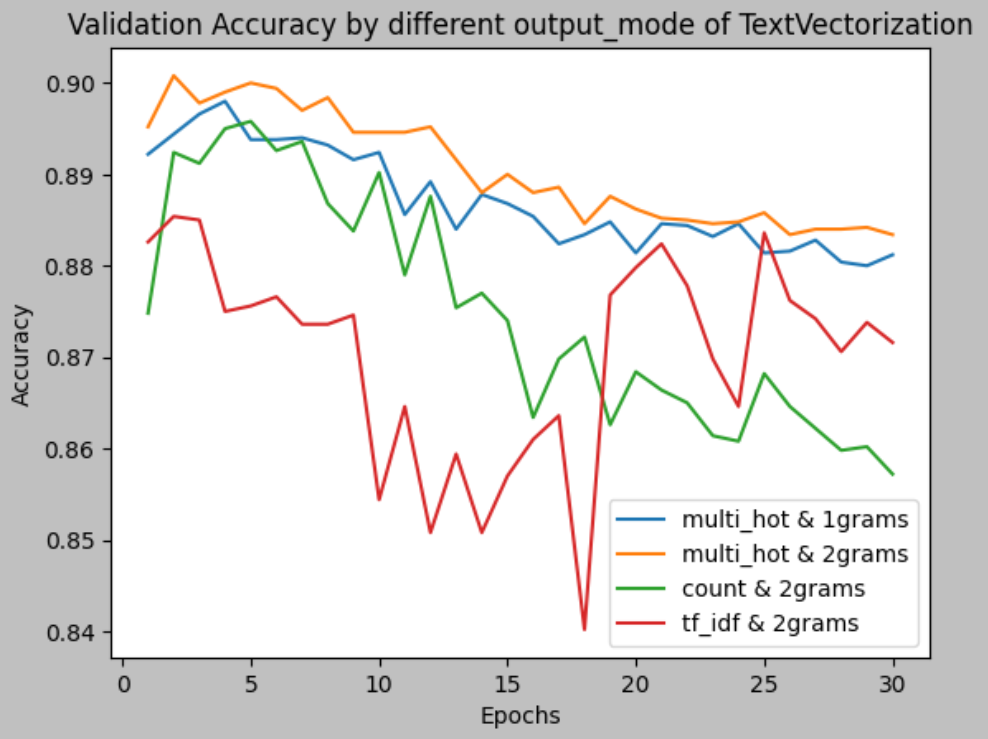 Validation Accuracy by different output_mode of TextVectorization
Accuracy
0.90
0.89
0.88
0.87
0.86
0.85
0.84
multi_hot & 1grams
multi_hot & 2grams
count & 2grams
tf_idf & 2grams
0 5 10 15 20 25 30
Epochs